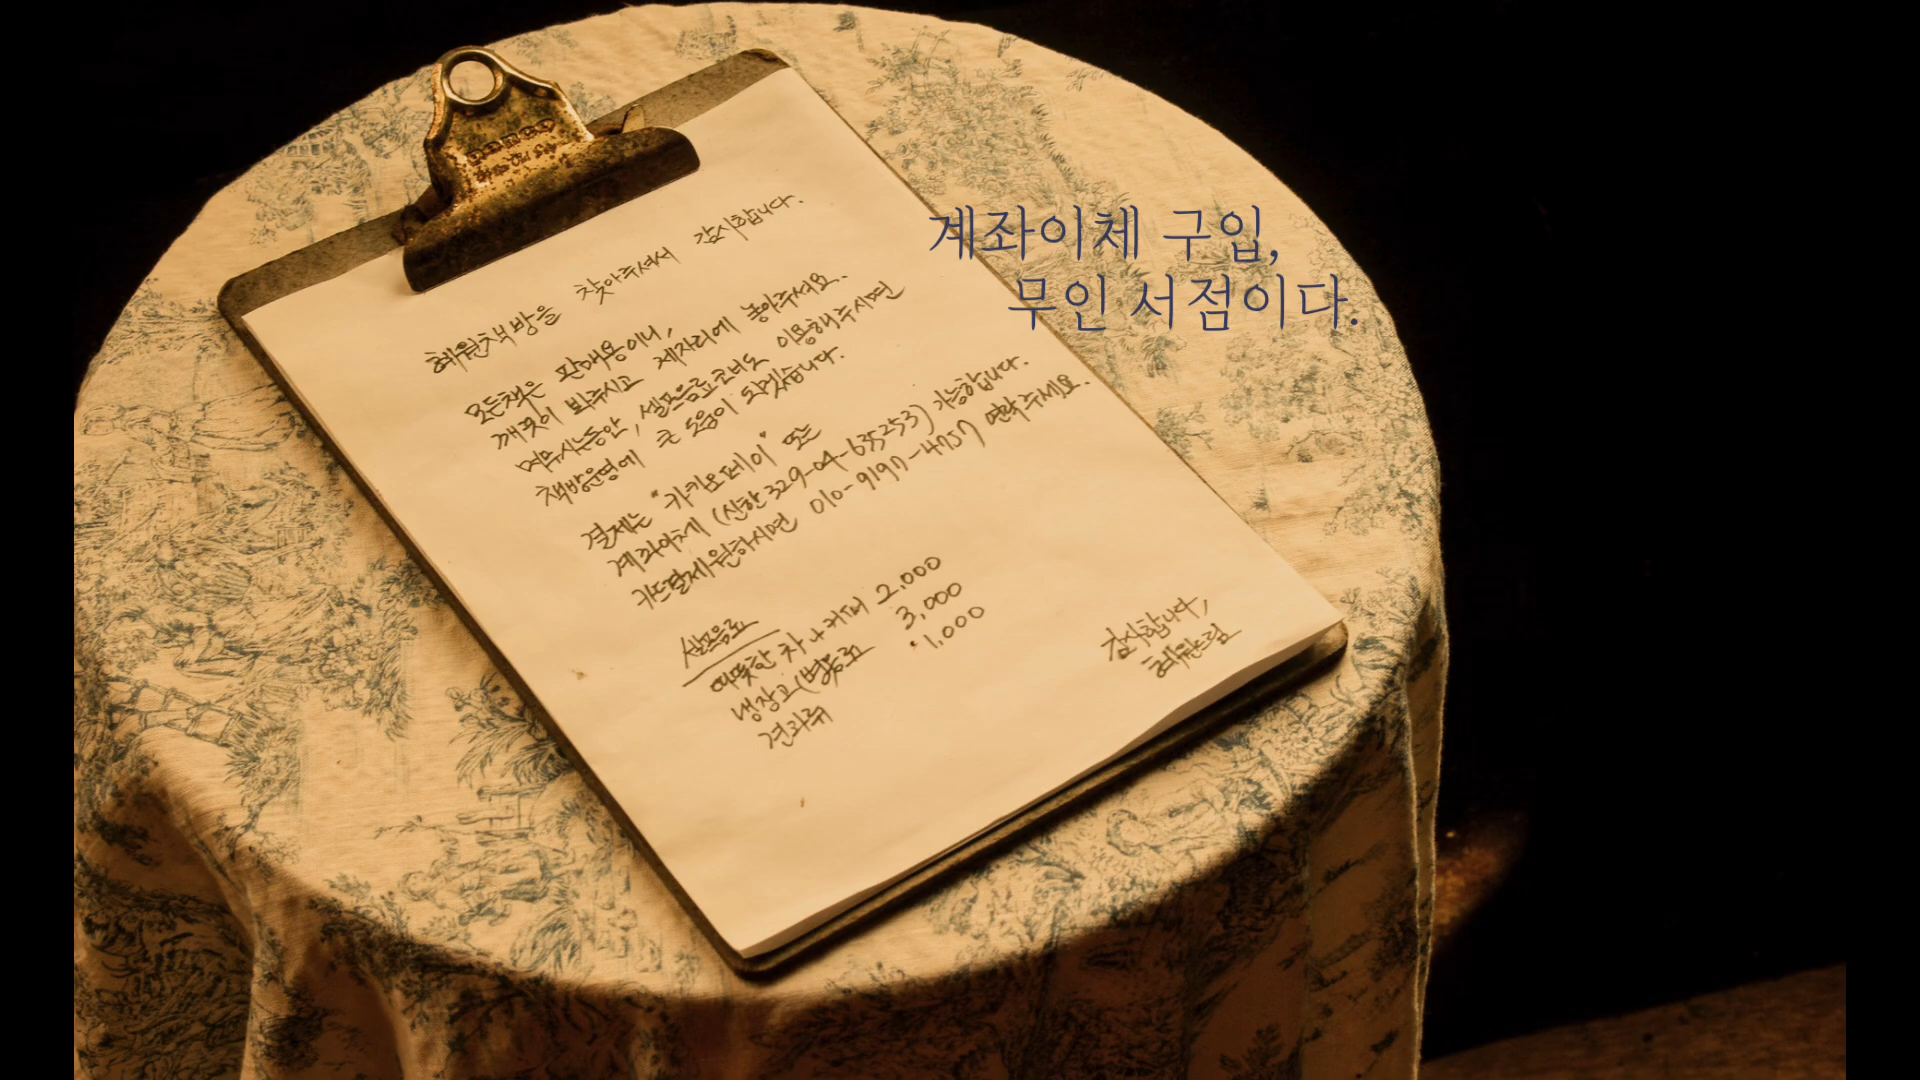 계좌이체 구입,
무인 서점이다.
혜원책방을 찾아주셔서 감사합니다.
모든책은 판매용이니,
깨끗이 봐주시고 제자리에 놓아주세요.
머무시는동안, 셀프음료코너도 이용해주시면
책방운영에 큰 도움이 되겠습니다.
결제는 "카카오페이" 또는
계좌이체 (신한 329-04-635253) 가능합니다.
카드결제원하시면 010-9197-4757 연락주세요.
셀프음료
따뜻한 차나 커피 2.000
냉장고(병음료 3,000
견과류 1.000
감사합니다,
혜원드림